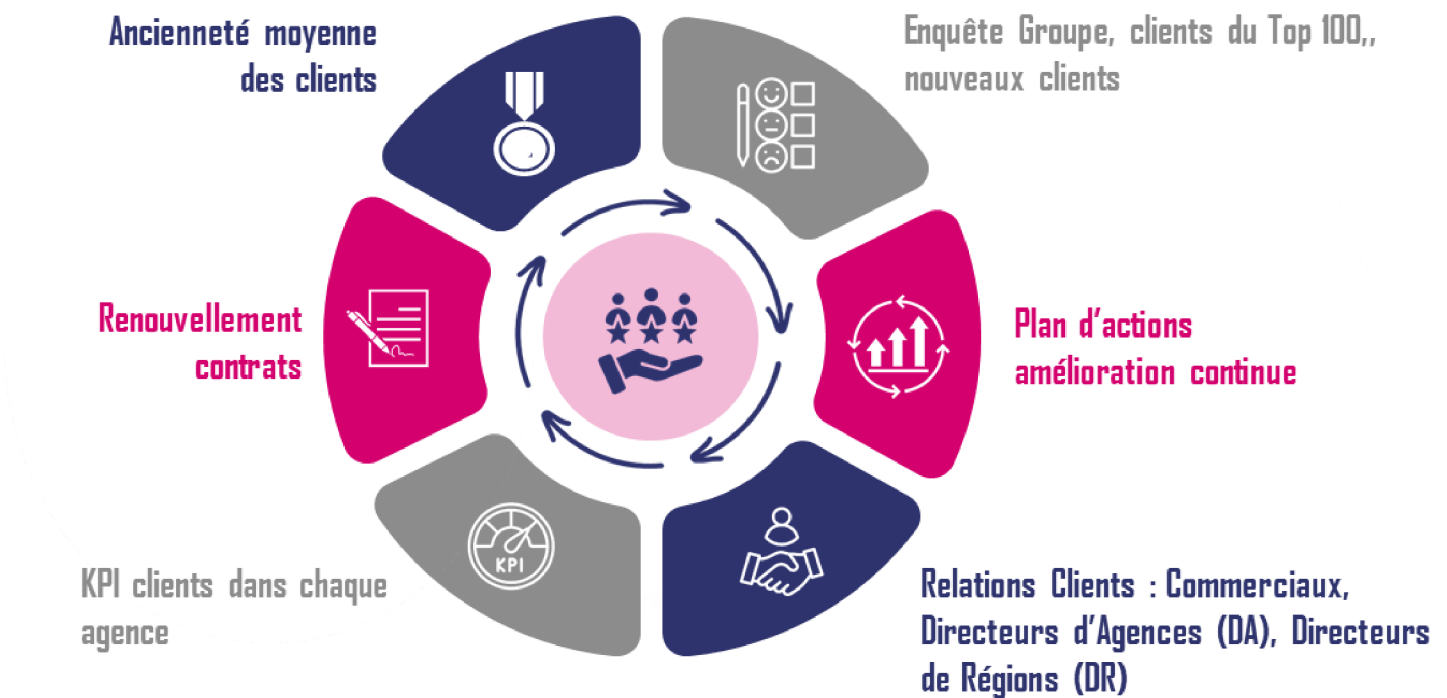 Ancienneté moyenne
des clients
Enquête Groupe, clients du Top 100,,
nouveaux clients
Renouvellement
contrats
Plan d'actions
amélioration continue
KPI
KPI clients dans chaque
agence
Relations Clients : Commerciaux,
Directeurs d'Agences (DA), Directeurs
de Régions (DR)